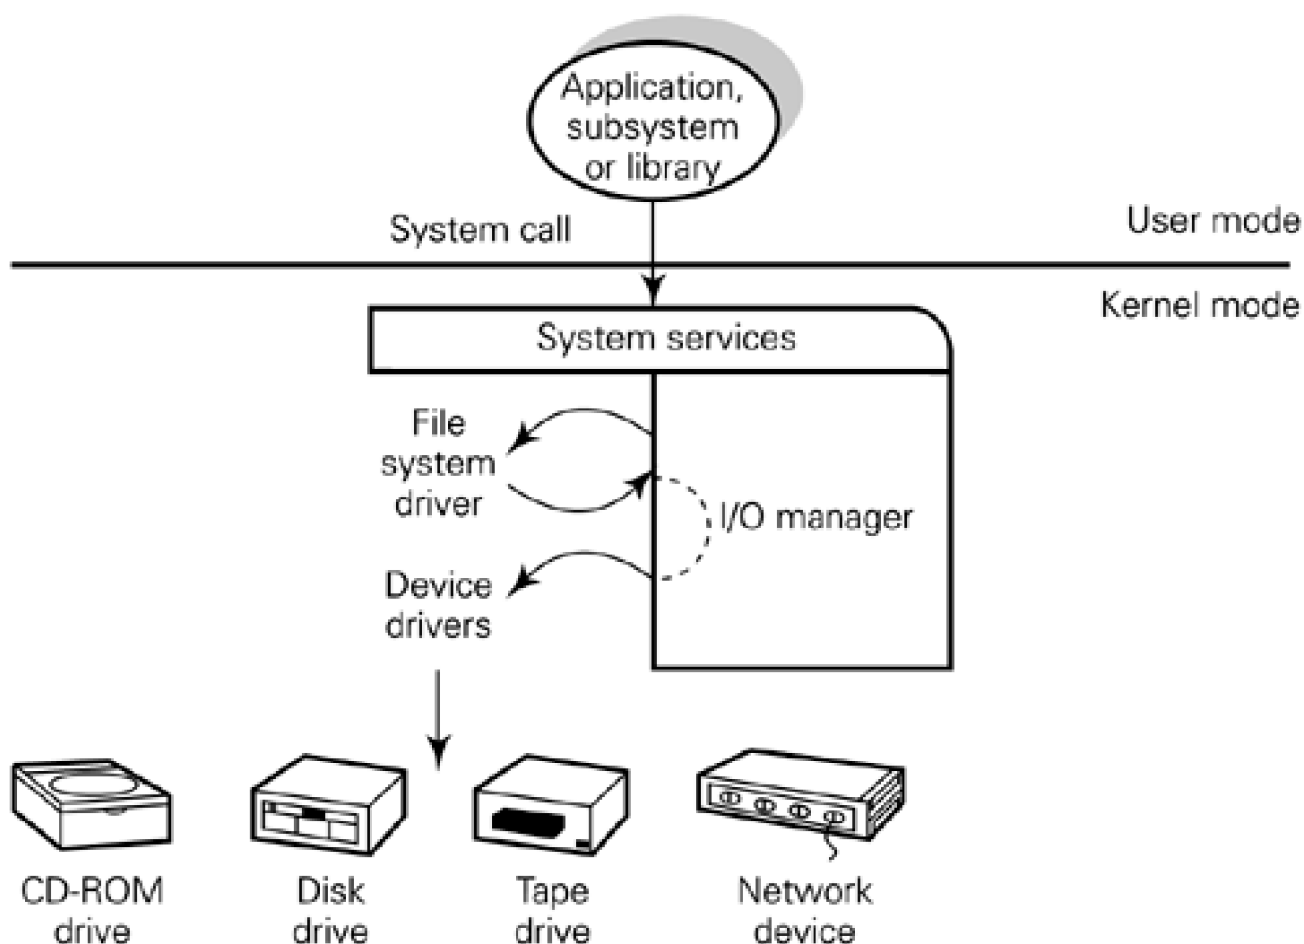 Application,
subsystem
or library
System call
User mode
Kernel mode
System services
File
system
driver
I/O manager
Device
drivers
CD-ROM
drive
Disk
drive
Tape
drive
Network
device